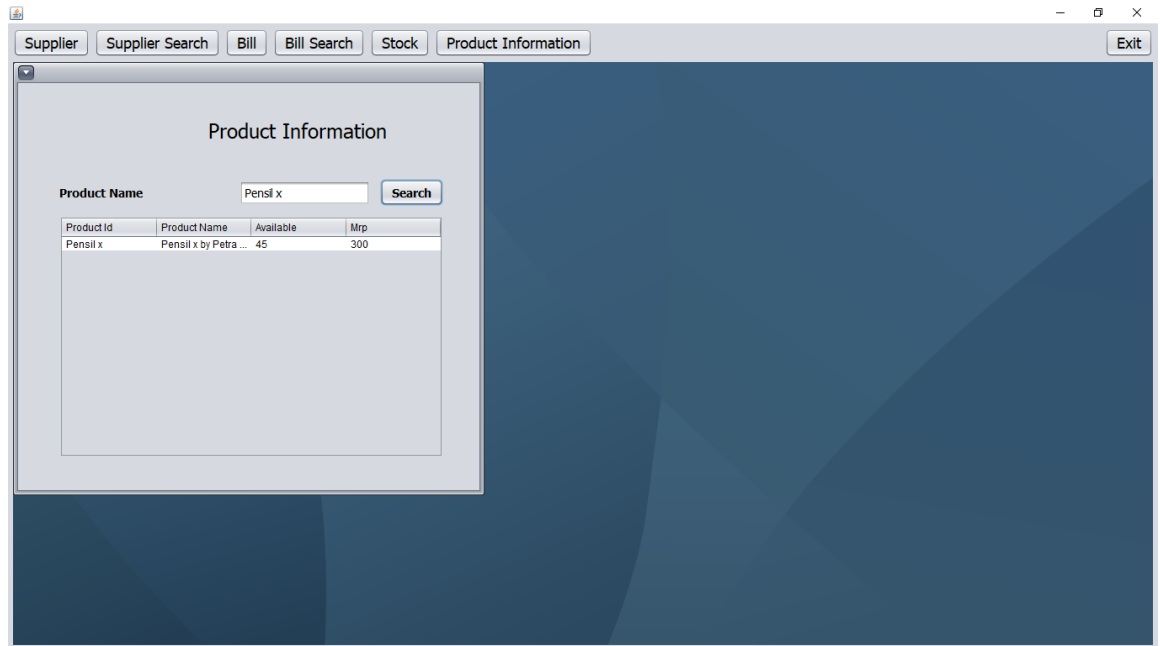 Supplier Supplier Search Bill Bill Search Stock Product Information Exit
Product Information
Product Name Pensil x Search
Product Id Product Name Available Mrp
Pensil x Pensil x by Petra ... 45 300